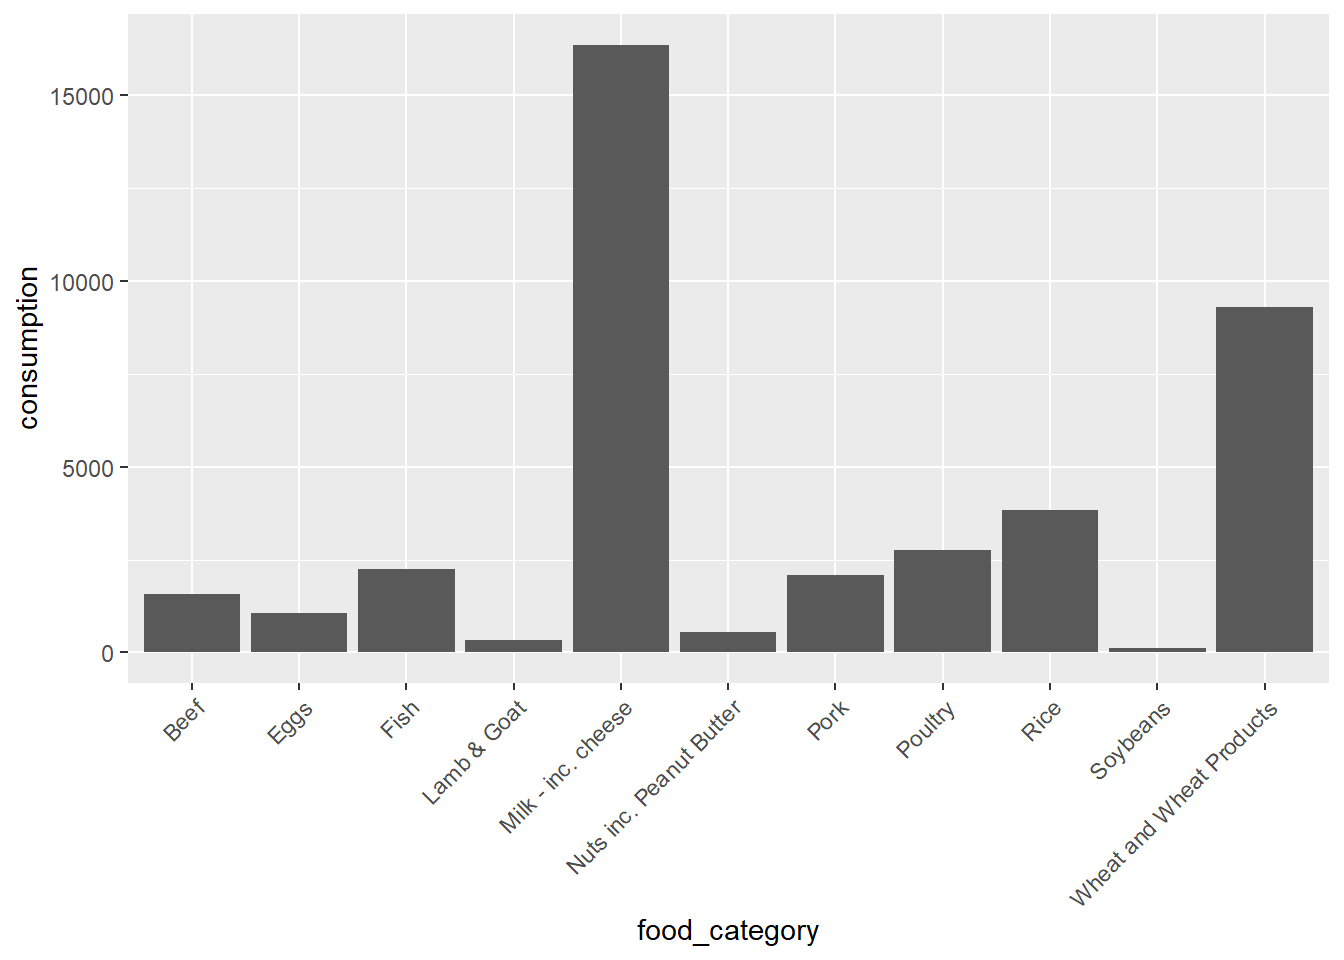 15000
10000
5000
0
consumption
Beef
Eggs
Fish
Lamb & Goat
Milk - inc. cheese
Nuts inc. Peanut Butter
Pork
Poultry
Rice
Soybeans
Wheat and Wheat Products
food_category